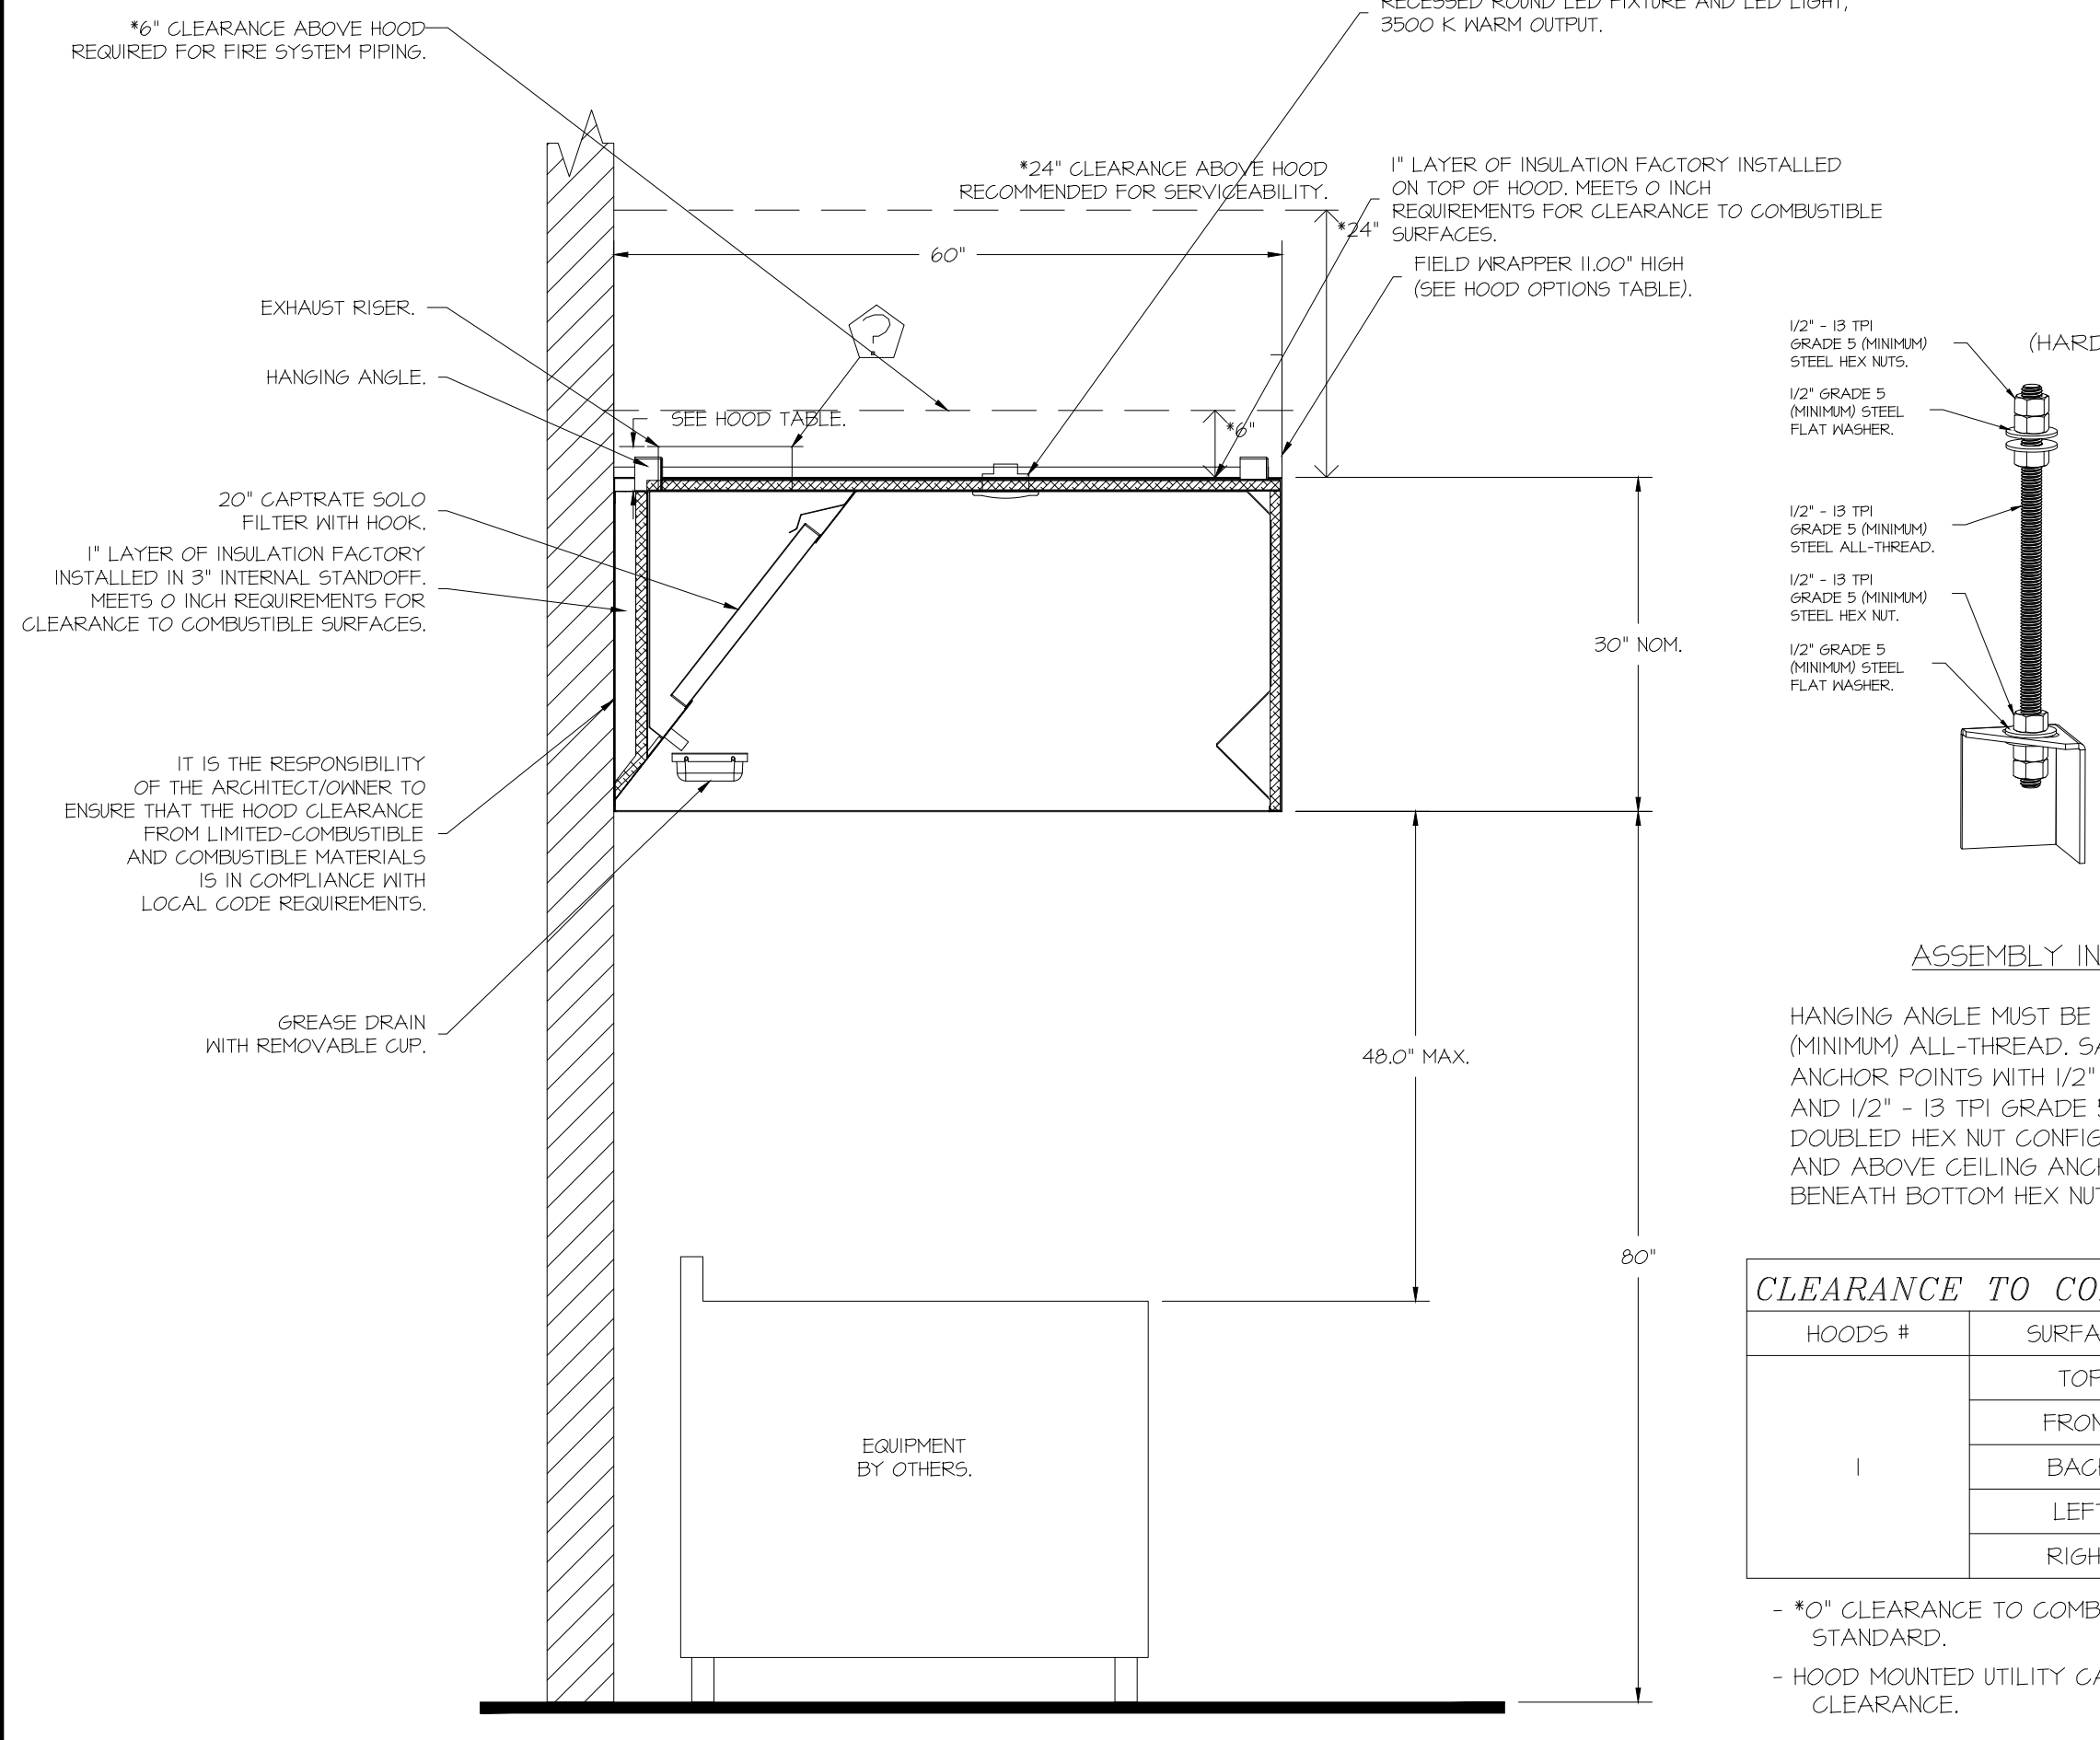 *6" CLEARANCE ABOVE HOOD
REQUIRED FOR FIRE SYSTEM PIPING.
RECESSED ROUND LED FIXTURE AND LED LIGHT,
3500 K WARM OUTPUT.
*24" CLEARANCE ABOVE HOOD
RECOMMENDED FOR SERVICEABILITY.
1" LAYER OF INSULATION FACTORY INSTALLED
ON TOP OF HOOD. MEETS 0 INCH
REQUIREMENTS FOR CLEARANCE TO COMBUSTIBLE
SURFACES.
*24"
60"
FIELD WRAPPER 11.00" HIGH
(SEE HOOD OPTIONS TABLE).
EXHAUST RISER.
?
HANGING ANGLE.
SEE HOOD TABLE.
*6"
20" CAPTRATE SOLO
FILTER WITH HOOK.
1" LAYER OF INSULATION FACTORY
INSTALLED IN 3" INTERNAL STANDOFF.
MEETS 0 INCH REQUIREMENTS FOR
CLEARANCE TO COMBUSTIBLE SURFACES.
30" NOM.
IT IS THE RESPONSIBILITY
OF THE ARCHITECT/OWNER TO
ENSURE THAT THE HOOD CLEARANCE
FROM LIMITED-COMBUSTIBLE
AND COMBUSTIBLE MATERIALS
IS IN COMPLIANCE WITH
LOCAL CODE REQUIREMENTS.
GREASE DRAIN
WITH REMOVABLE CUP.
48.0" MAX.
80"
EQUIPMENT
BY OTHERS.
1/2" - 13 TPI
GRADE 5 (MINIMUM)
STEEL HEX NUTS.
1/2" GRADE 5
(MINIMUM) STEEL
FLAT WASHER.
1/2" - 13 TPI
GRADE 5 (MINIMUM)
STEEL ALL-THREAD.
1/2" - 13 TPI
GRADE 5 (MINIMUM)
STEEL HEX NUT.
1/2" GRADE 5
(MINIMUM) STEEL
FLAT WASHER.
(HARD
ASSEMBLY IN
HANGING ANGLE MUST BE
(MINIMUM) ALL-THREAD. SA
ANCHOR POINTS WITH 1/2"
AND 1/2" - 13 TPI GRADE 5
DOUBLED HEX NUT CONFIG
AND ABOVE CEILING ANCH
BENEATH BOTTOM HEX NUT
CLEARANCE TO CO
HOODS # SURFA
1
TOP
FRON
BACK
LEFT
RIGH
- *0" CLEARANCE TO COMB
STANDARD.
- HOOD MOUNTED UTILITY CA
CLEARANCE.